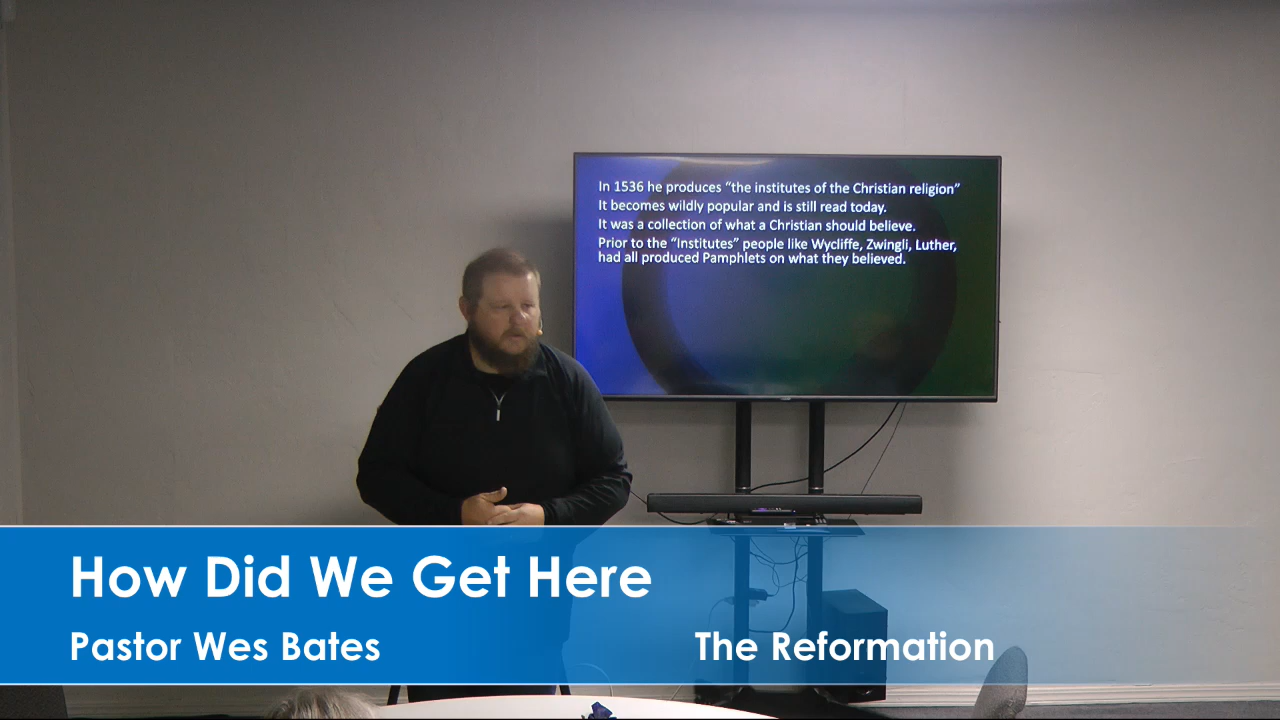 In 1536 he produces “the institutes of the Christian religion”
It becomes wildly popular and is still read today.
It was a collection of what a Christian should believe.
Prior to the “Institutes” people like Wycliffe, Zwingli, Luther,
had all produced Pamphlets on what they believed.
How Did We Get Here
Pastor Wes Bates
The Reformation